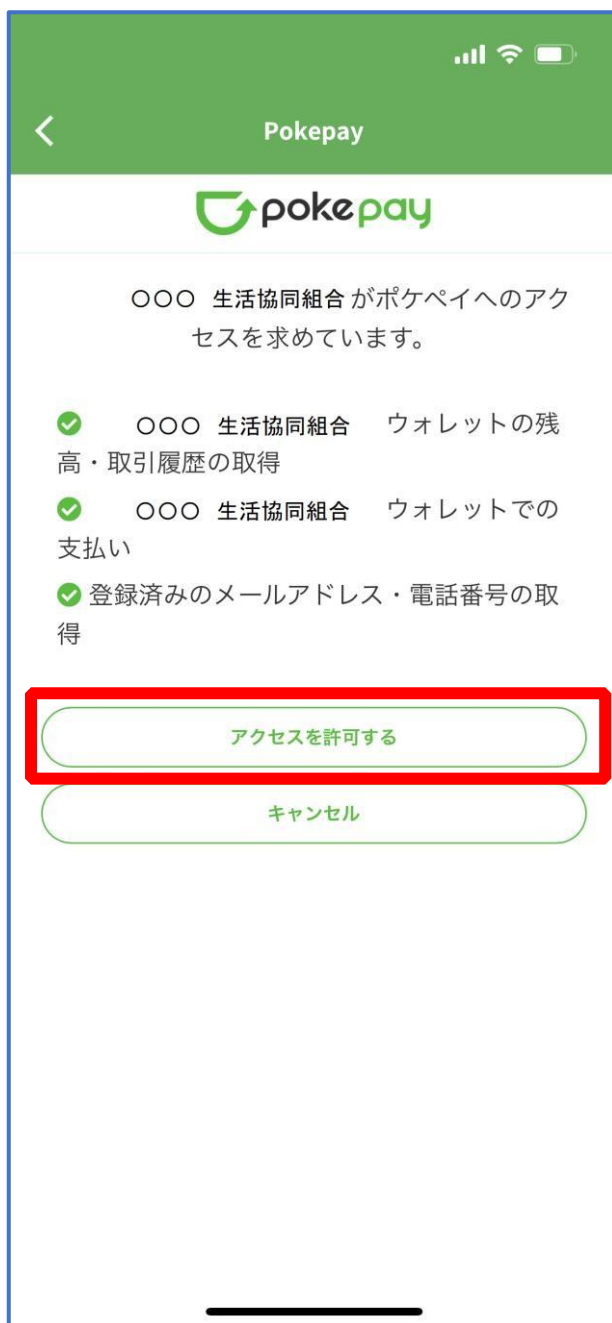 Pokepay
pokepay
〇〇〇 生活協同組合がポケペイへのアク
セスを求めています。
〇〇〇 生活協同組合 ウォレットの残
高・取引履歴の取得
〇〇〇 生活協同組合 ウォレットでの
支払い
登録済みのメールアドレス・電話番号の取
得
アクセスを許可する
キャンセル